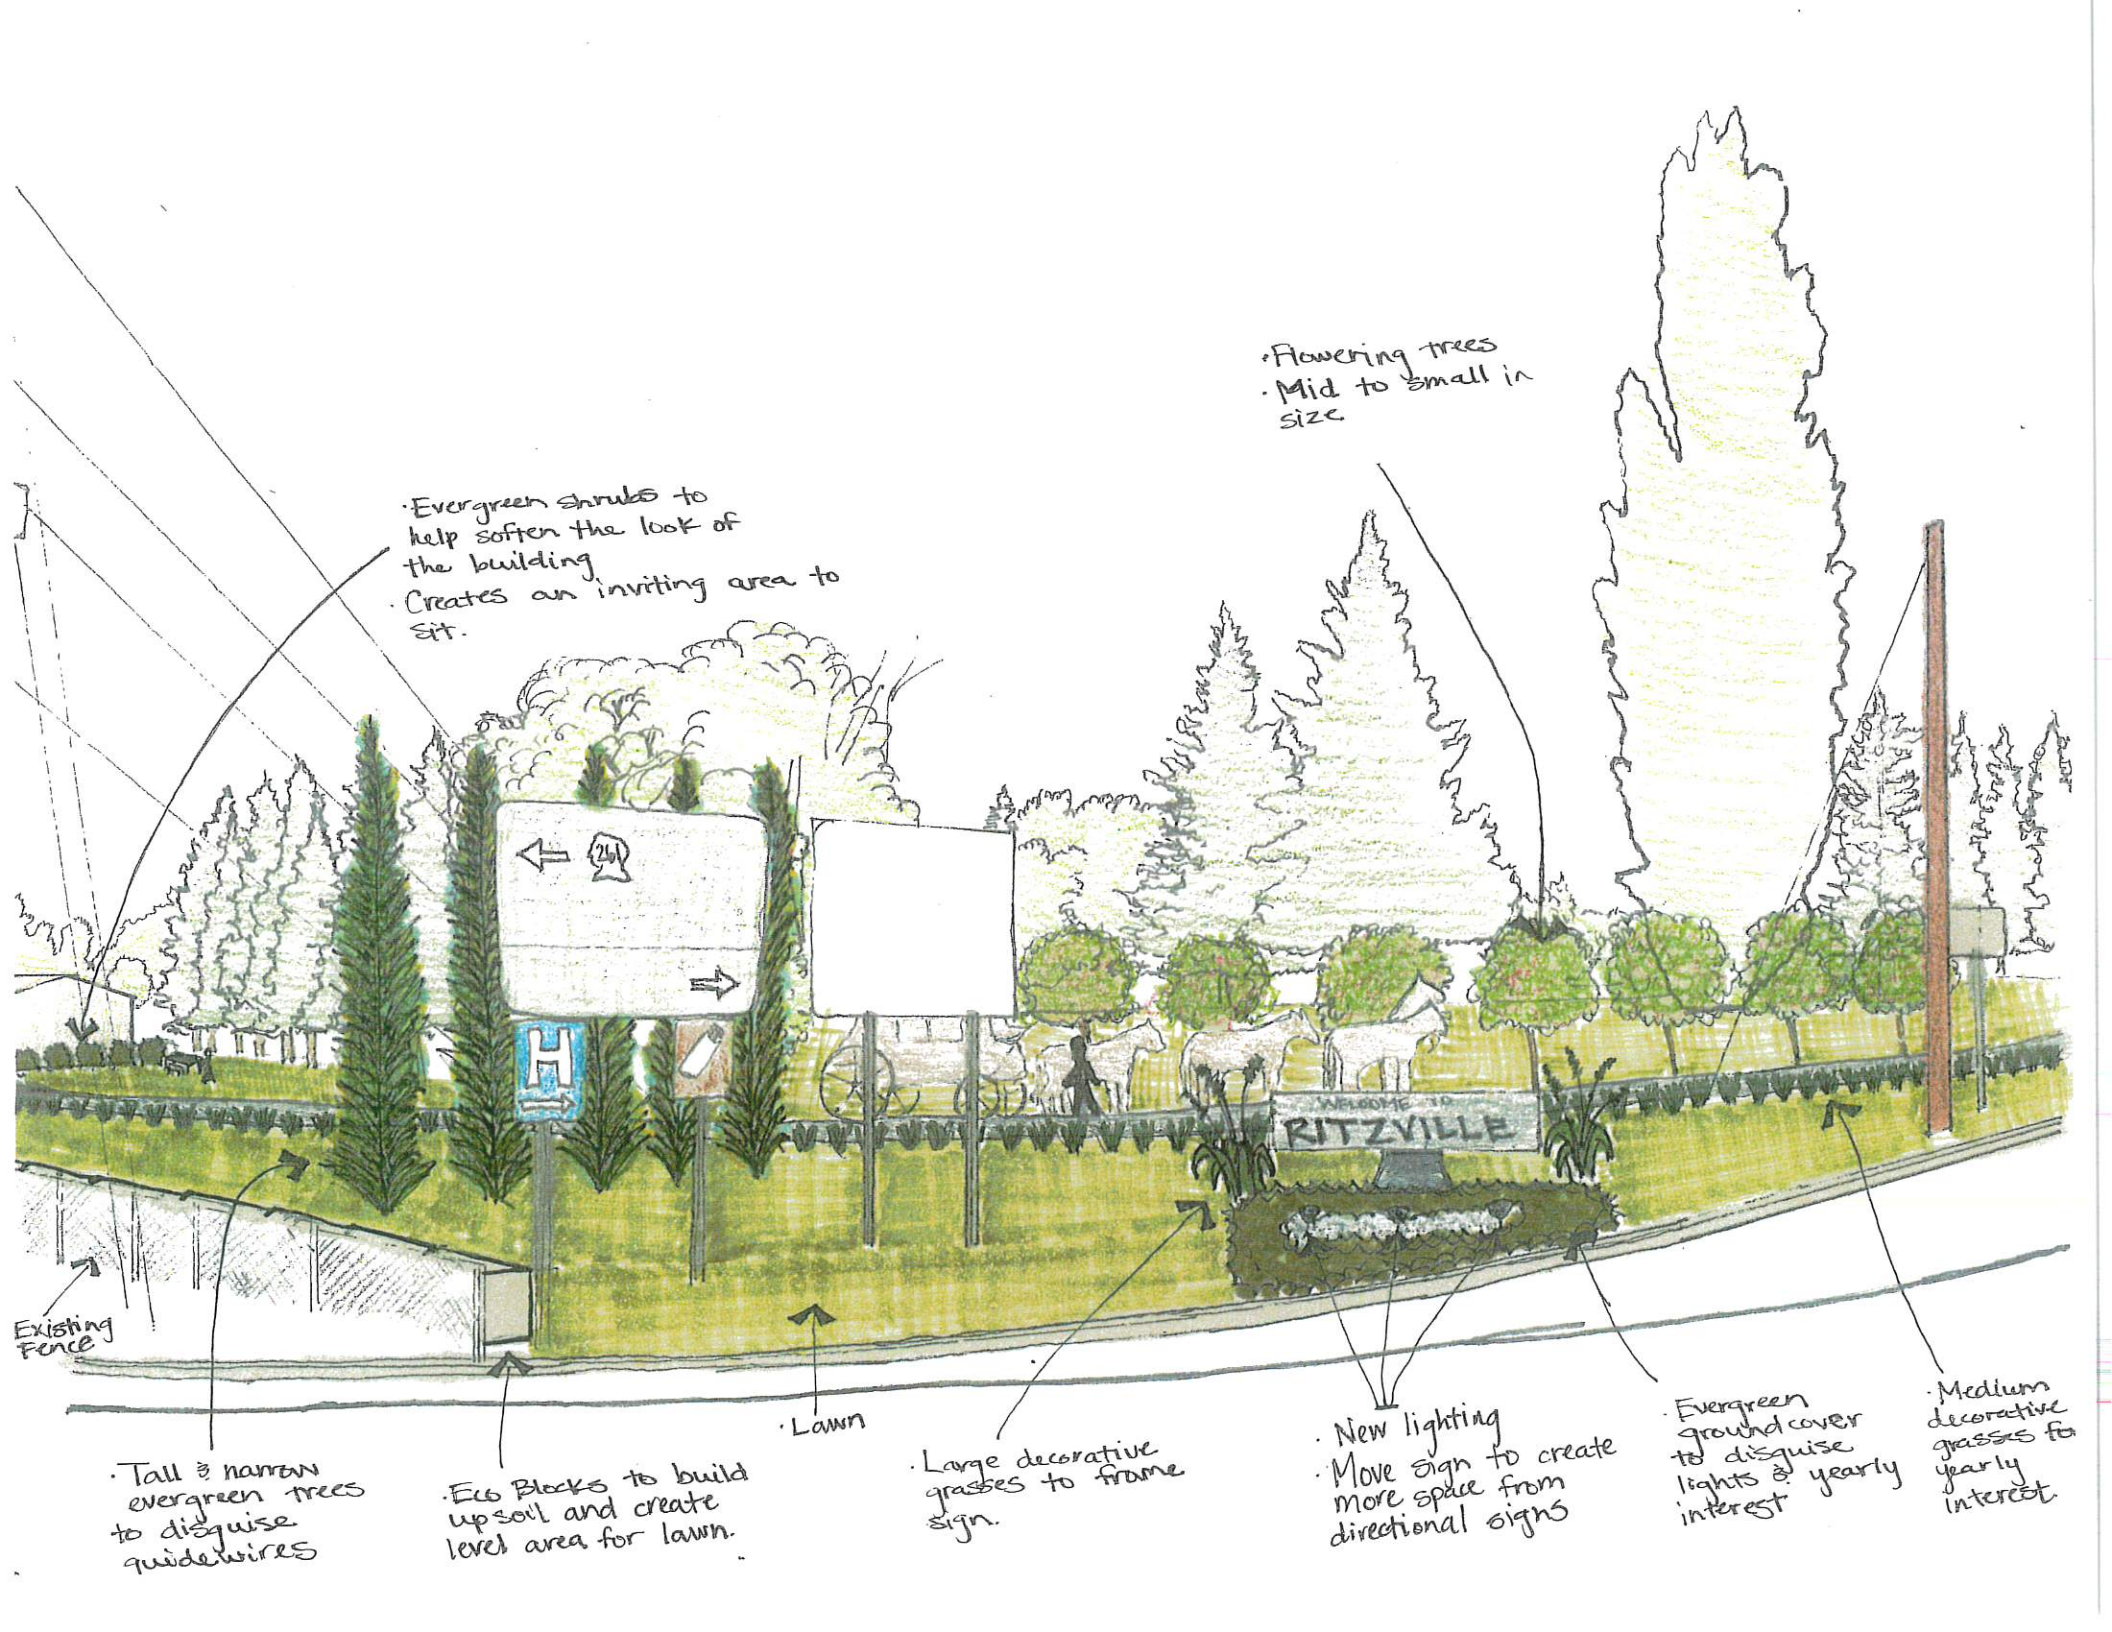 · Flowering trees
· Mid to small in
size
· Evergreen shrubs to
help soften the look of
the building
· Creates an inviting area to
sit.
261
H
WELCOME TO
RITZVILLE
Existing
Fence
· Tall & narrow
evergreen trees
to disguise
guidewires
· Eco Blocks to build
up soil and create
level area for lawn.
· Lawn
· Large decorative
grasses to frame
sign.
· New lighting
· Move sign to create
more space from
directional signs
· Evergreen
groundcover
to disguise
lights & yearly
interest
· Medium
decorative
grasses for
yearly
interest.